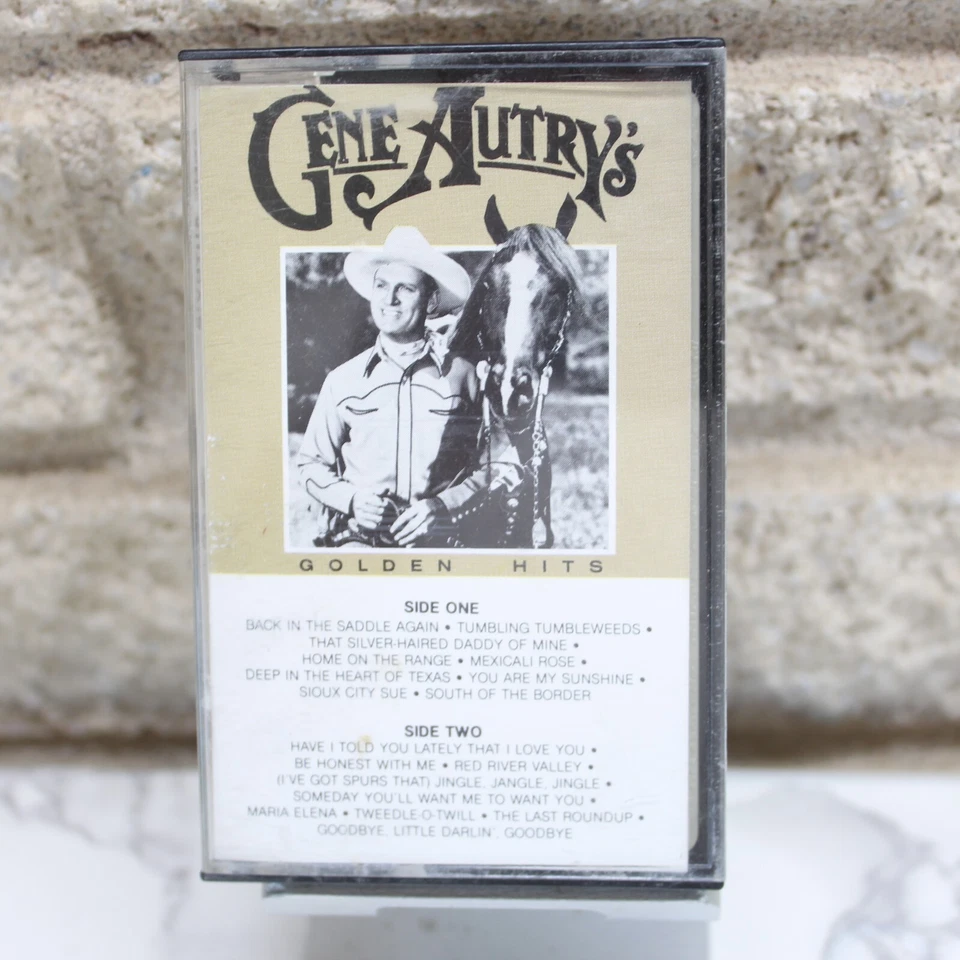 GENE AUTRY'S
GOLDEN HITS
SIDE ONE
BACK IN THE SADDLE AGAIN • TUMBLING TUMBLEWEEDS •
THAT SILVER-HAIRED DADDY OF MINE •
HOME ON THE RANGE • MEXICALI ROSE •
DEEP IN THE HEART OF TEXAS • YOU ARE MY SUNSHINE •
SIOUX CITY SUE • SOUTH OF THE BORDER
SIDE TWO
HAVE I TOLD YOU LATELY THAT I LOVE YOU •
BE HONEST WITH ME • RED RIVER VALLEY •
(I'VE GOT SPURS THAT) JINGLE, JANGLE, JINGLE •
SOMEDAY YOU'LL WANT ME TO WANT YOU •
MARIA ELENA • TWEEDLE-O-TWILL • THE LAST ROUNDUP •
GOODBYE, LITTLE DARLIN', GOODBYE